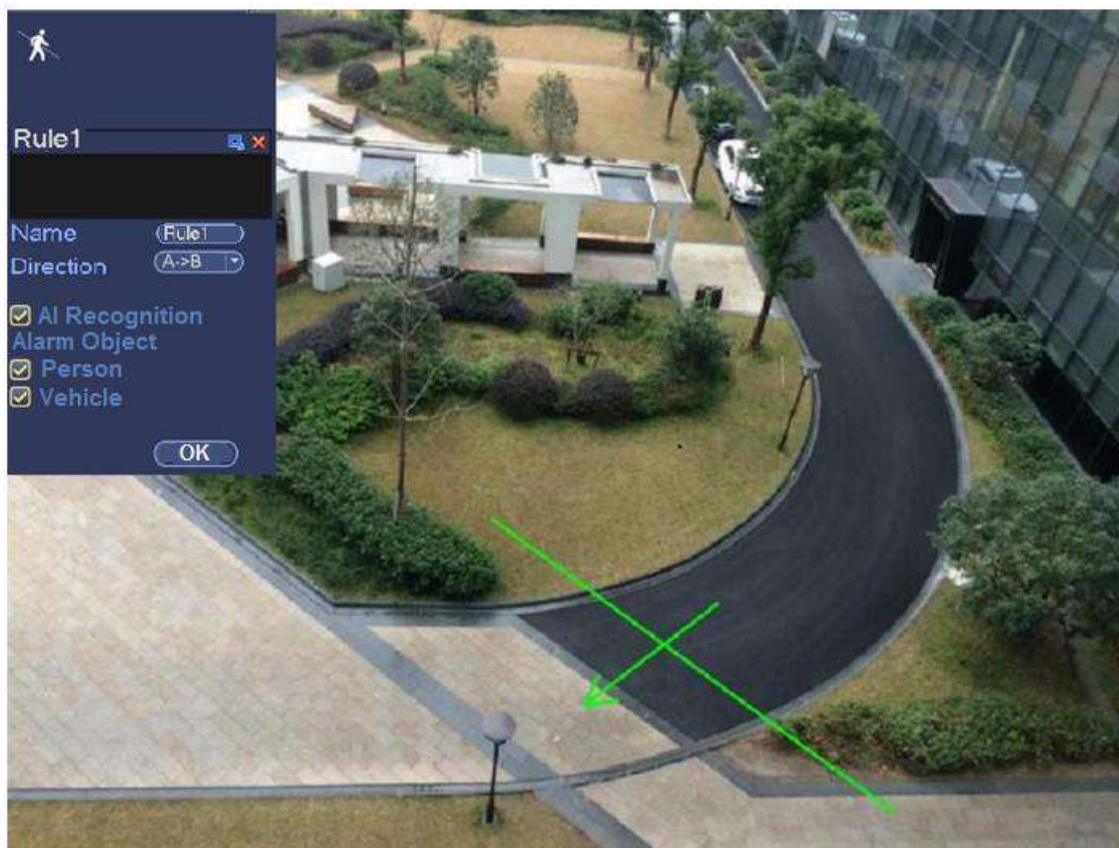 Rule1
Name Rule1
Direction A->B
AI Recognition
Alarm Object
Person
Vehicle
OK